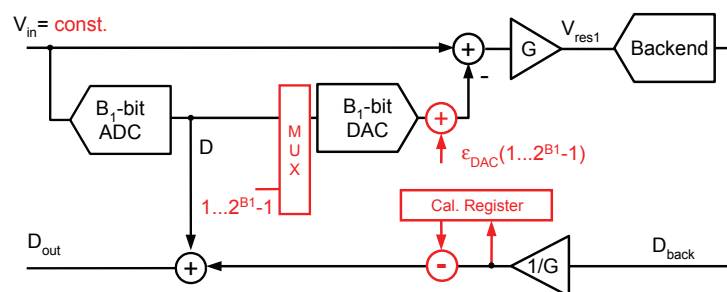 V_in = const.
+
G
V_res1
Backend
-
B_1-bit
ADC
D
MUX
B_1-bit
DAC
+
ε_DAC(1...2^B1-1)
1...2^B1-1
Cal. Register
D_out
+
-
1/G
D_back